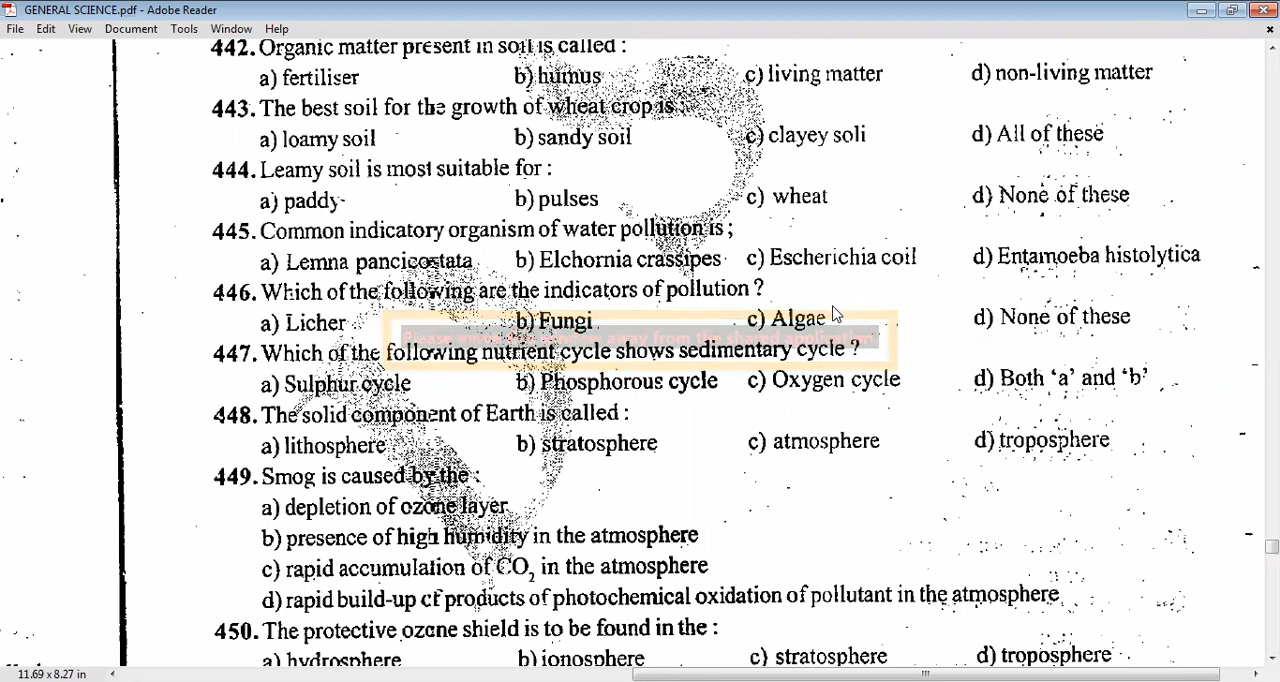 GENERAL SCIENCE.pdf - Adobe Reader
File Edit View Document Tools Window Help
442. Organic matter present in soil is called :
a) fertiliser b) humus c) living matter d) non-living matter
443. The best soil for the growth of wheat crop is :
a) loamy soil b) sandy soil c) clayey soli d) All of these
444. Leamy soil is most suitable for :
a) paddy b) pulses c) wheat d) None of these
445. Common indicatory organism of water pollution is ;
a) Lemna pancicostata b) Elchornia crassipes c) Escherichia coil d) Entamoeba histolytica
446. Which of the following are the indicators of pollution ?
a) Licher b) Fungi c) Algae d) None of these
Please move away from the shared application
447. Which of the following nutrient cycle shows sedimentary cycle ?
a) Sulphur cycle b) Phosphorous cycle c) Oxygen cycle d) Both 'a' and 'b'
448. The solid component of Earth is called :
a) lithosphere b) stratosphere c) atmosphere d) troposphere
449. Smog is caused by the :
a) depletion of ozone layer
b) presence of high humidity in the atmosphere
c) rapid accumulation of CO₂ in the atmosphere
d) rapid build-up of products of photochemical oxidation of pollutant in the atmosphere
450. The protective ozone shield is to be found in the :
a) hydrosphere b) ionosphere c) stratosphere d) troposphere
11.69 x 8.27 in